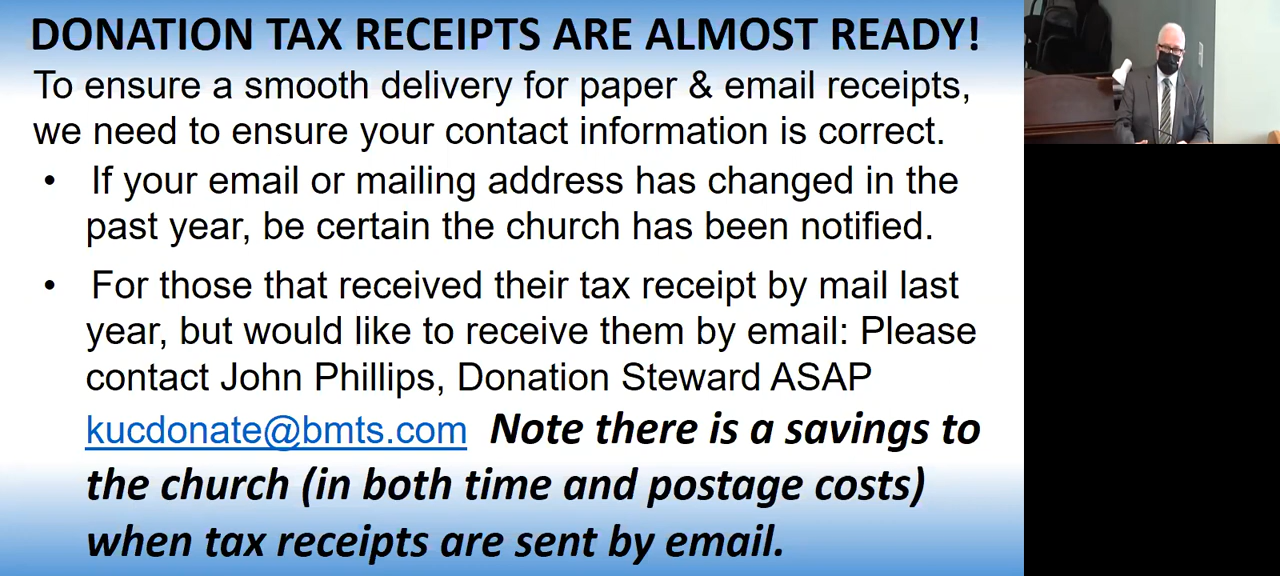 DONATION TAX RECEIPTS ARE ALMOST READY!
To ensure a smooth delivery for paper & email receipts,
we need to ensure your contact information is correct.
• If your email or mailing address has changed in the
past year, be certain the church has been notified.
• For those that received their tax receipt by mail last
year, but would like to receive them by email: Please
contact John Phillips, Donation Steward ASAP
kucdonate@bmts.com Note there is a savings to
the church (in both time and postage costs)
when tax receipts are sent by email.